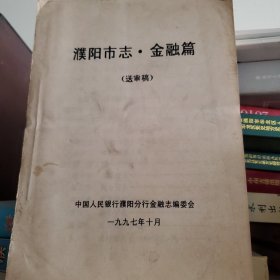 濮阳市志·金融篇
（送审稿）
中国人民银行濮阳分行金融志编委会
一九九七年十月